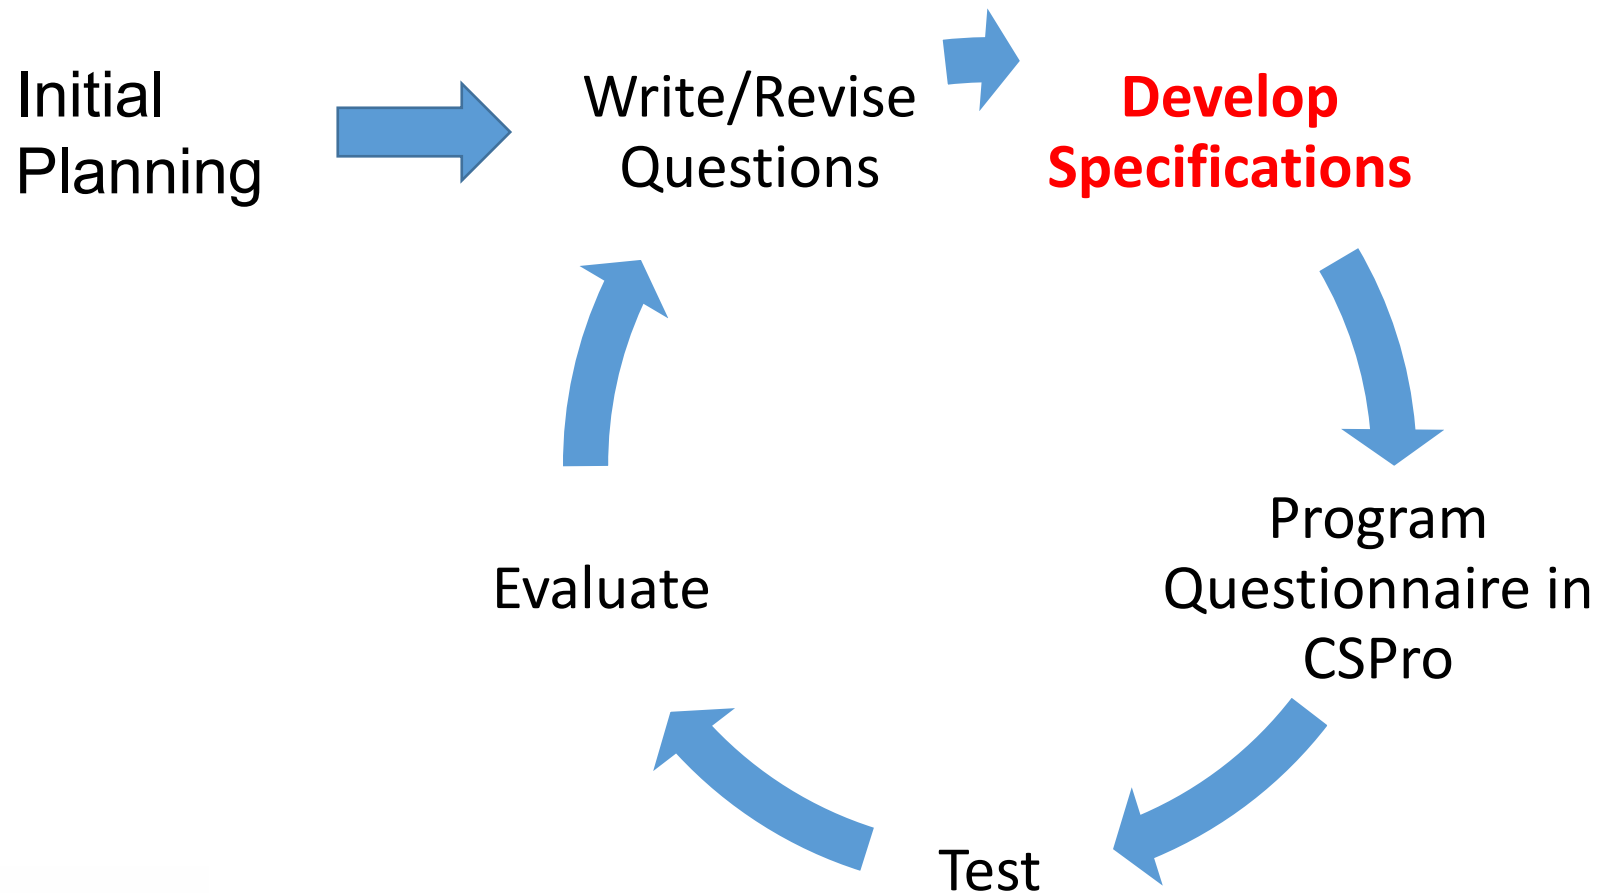 Initial
Planning
Write/Revise
Questions
Develop
Specifications
Program
Questionnaire in
CSPro
Test
Evaluate